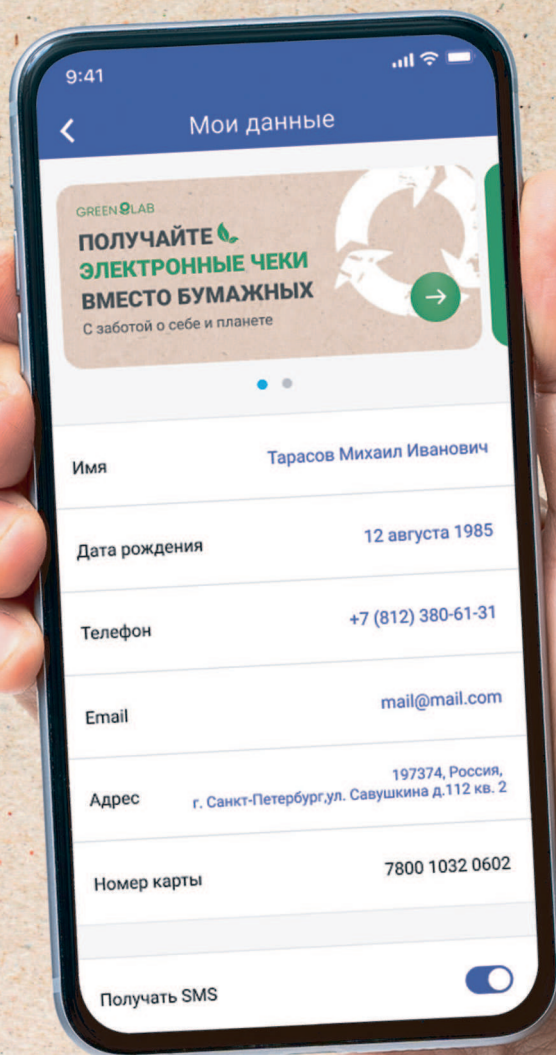 9:41
Мои данные
GREEN LAB
ПОЛУЧАЙТЕ
ЭЛЕКТРОННЫЕ ЧЕКИ
ВМЕСТО БУМАЖНЫХ
С заботой о себе и планете
Имя
Тарасов Михаил Иванович
Дата рождения
12 августа 1985
Телефон
+7 (812) 380-61-31
Email
mail@mail.com
Адрес
197374, Россия,
г. Санкт-Петербург,ул. Савушкина д.112 кв. 2
Номер карты
7800 1032 0602
Получать SMS